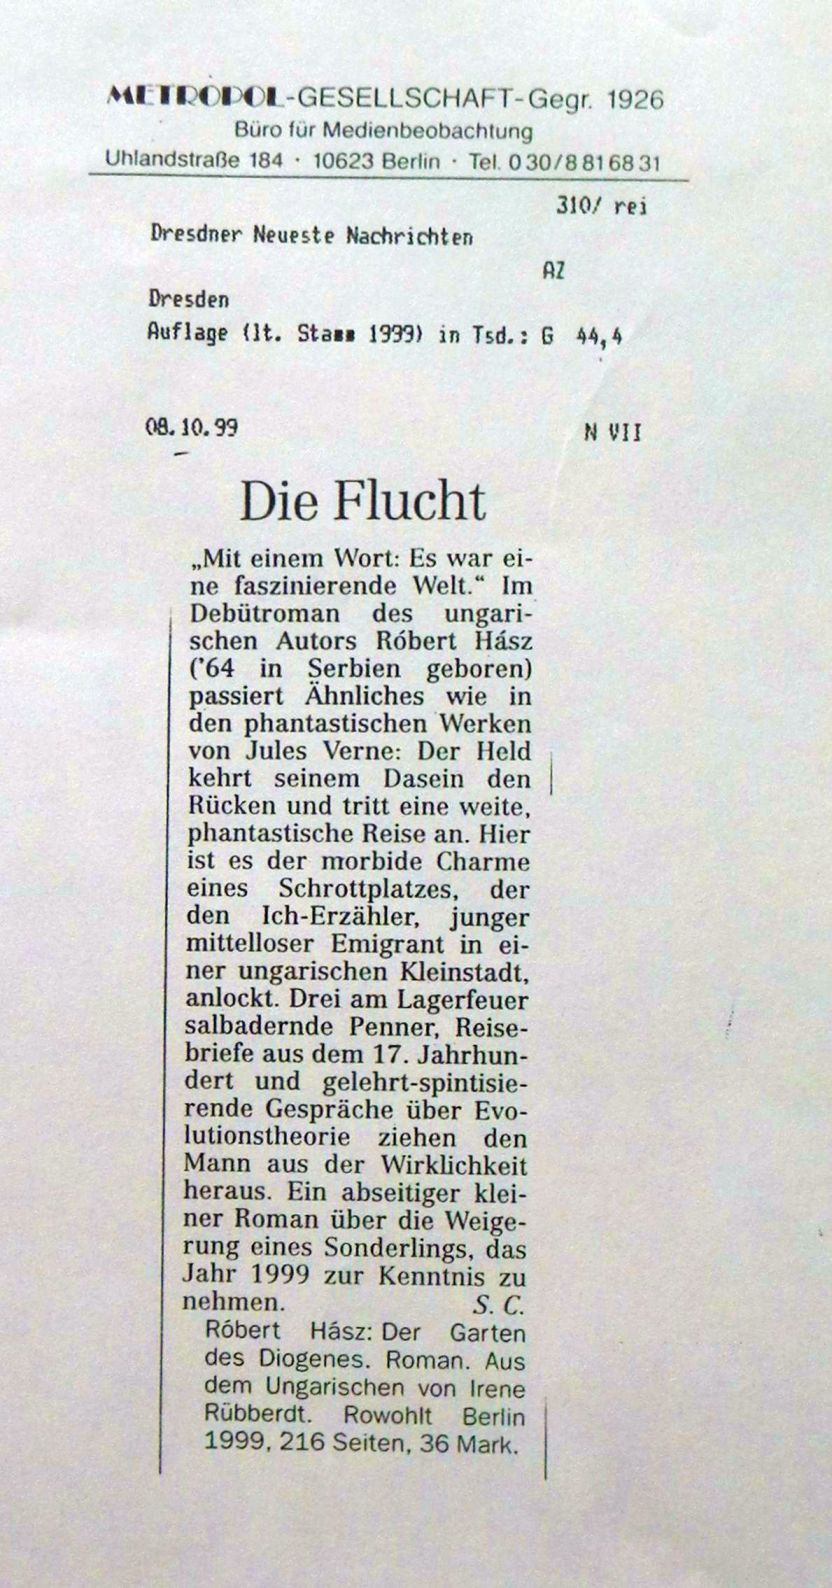 METROPOL-GESELLSCHAFT-Gegr. 1926
Büro für Medienbeobachtung
Uhlandstraße 184 · 10623 Berlin · Tel. 0 30/8 81 68 31
310/ rei
Dresdner Neueste Nachrichten
AZ
Dresden
Auflage (lt. Stamm 1999) in Tsd.: G 44,4
08.10.99 N VII
Die Flucht
„Mit einem Wort: Es war ei-
ne faszinierende Welt.“ Im
Debütroman des ungari-
schen Autors Róbert Hász
(’64 in Serbien geboren)
passiert Ähnliches wie in
den phantastischen Werken
von Jules Verne: Der Held
kehrt seinem Dasein den
Rücken und tritt eine weite,
phantastische Reise an. Hier
ist es der morbide Charme
eines Schrottplatzes, der
den Ich-Erzähler, junger
mittelloser Emigrant in ei-
ner ungarischen Kleinstadt,
anlockt. Drei am Lagerfeuer
salbadernde Penner, Reise-
briefe aus dem 17. Jahrhun-
dert und gelehrt-spintisie-
rende Gespräche über Evo-
lutionstheorie ziehen den
Mann aus der Wirklichkeit
heraus. Ein abseitiger klei-
ner Roman über die Weige-
rung eines Sonderlings, das
Jahr 1999 zur Kenntnis zu
nehmen. S. C.
Róbert Hász: Der Garten
des Diogenes. Roman. Aus
dem Ungarischen von Irene
Rübberdt. Rowohlt Berlin
1999, 216 Seiten, 36 Mark.